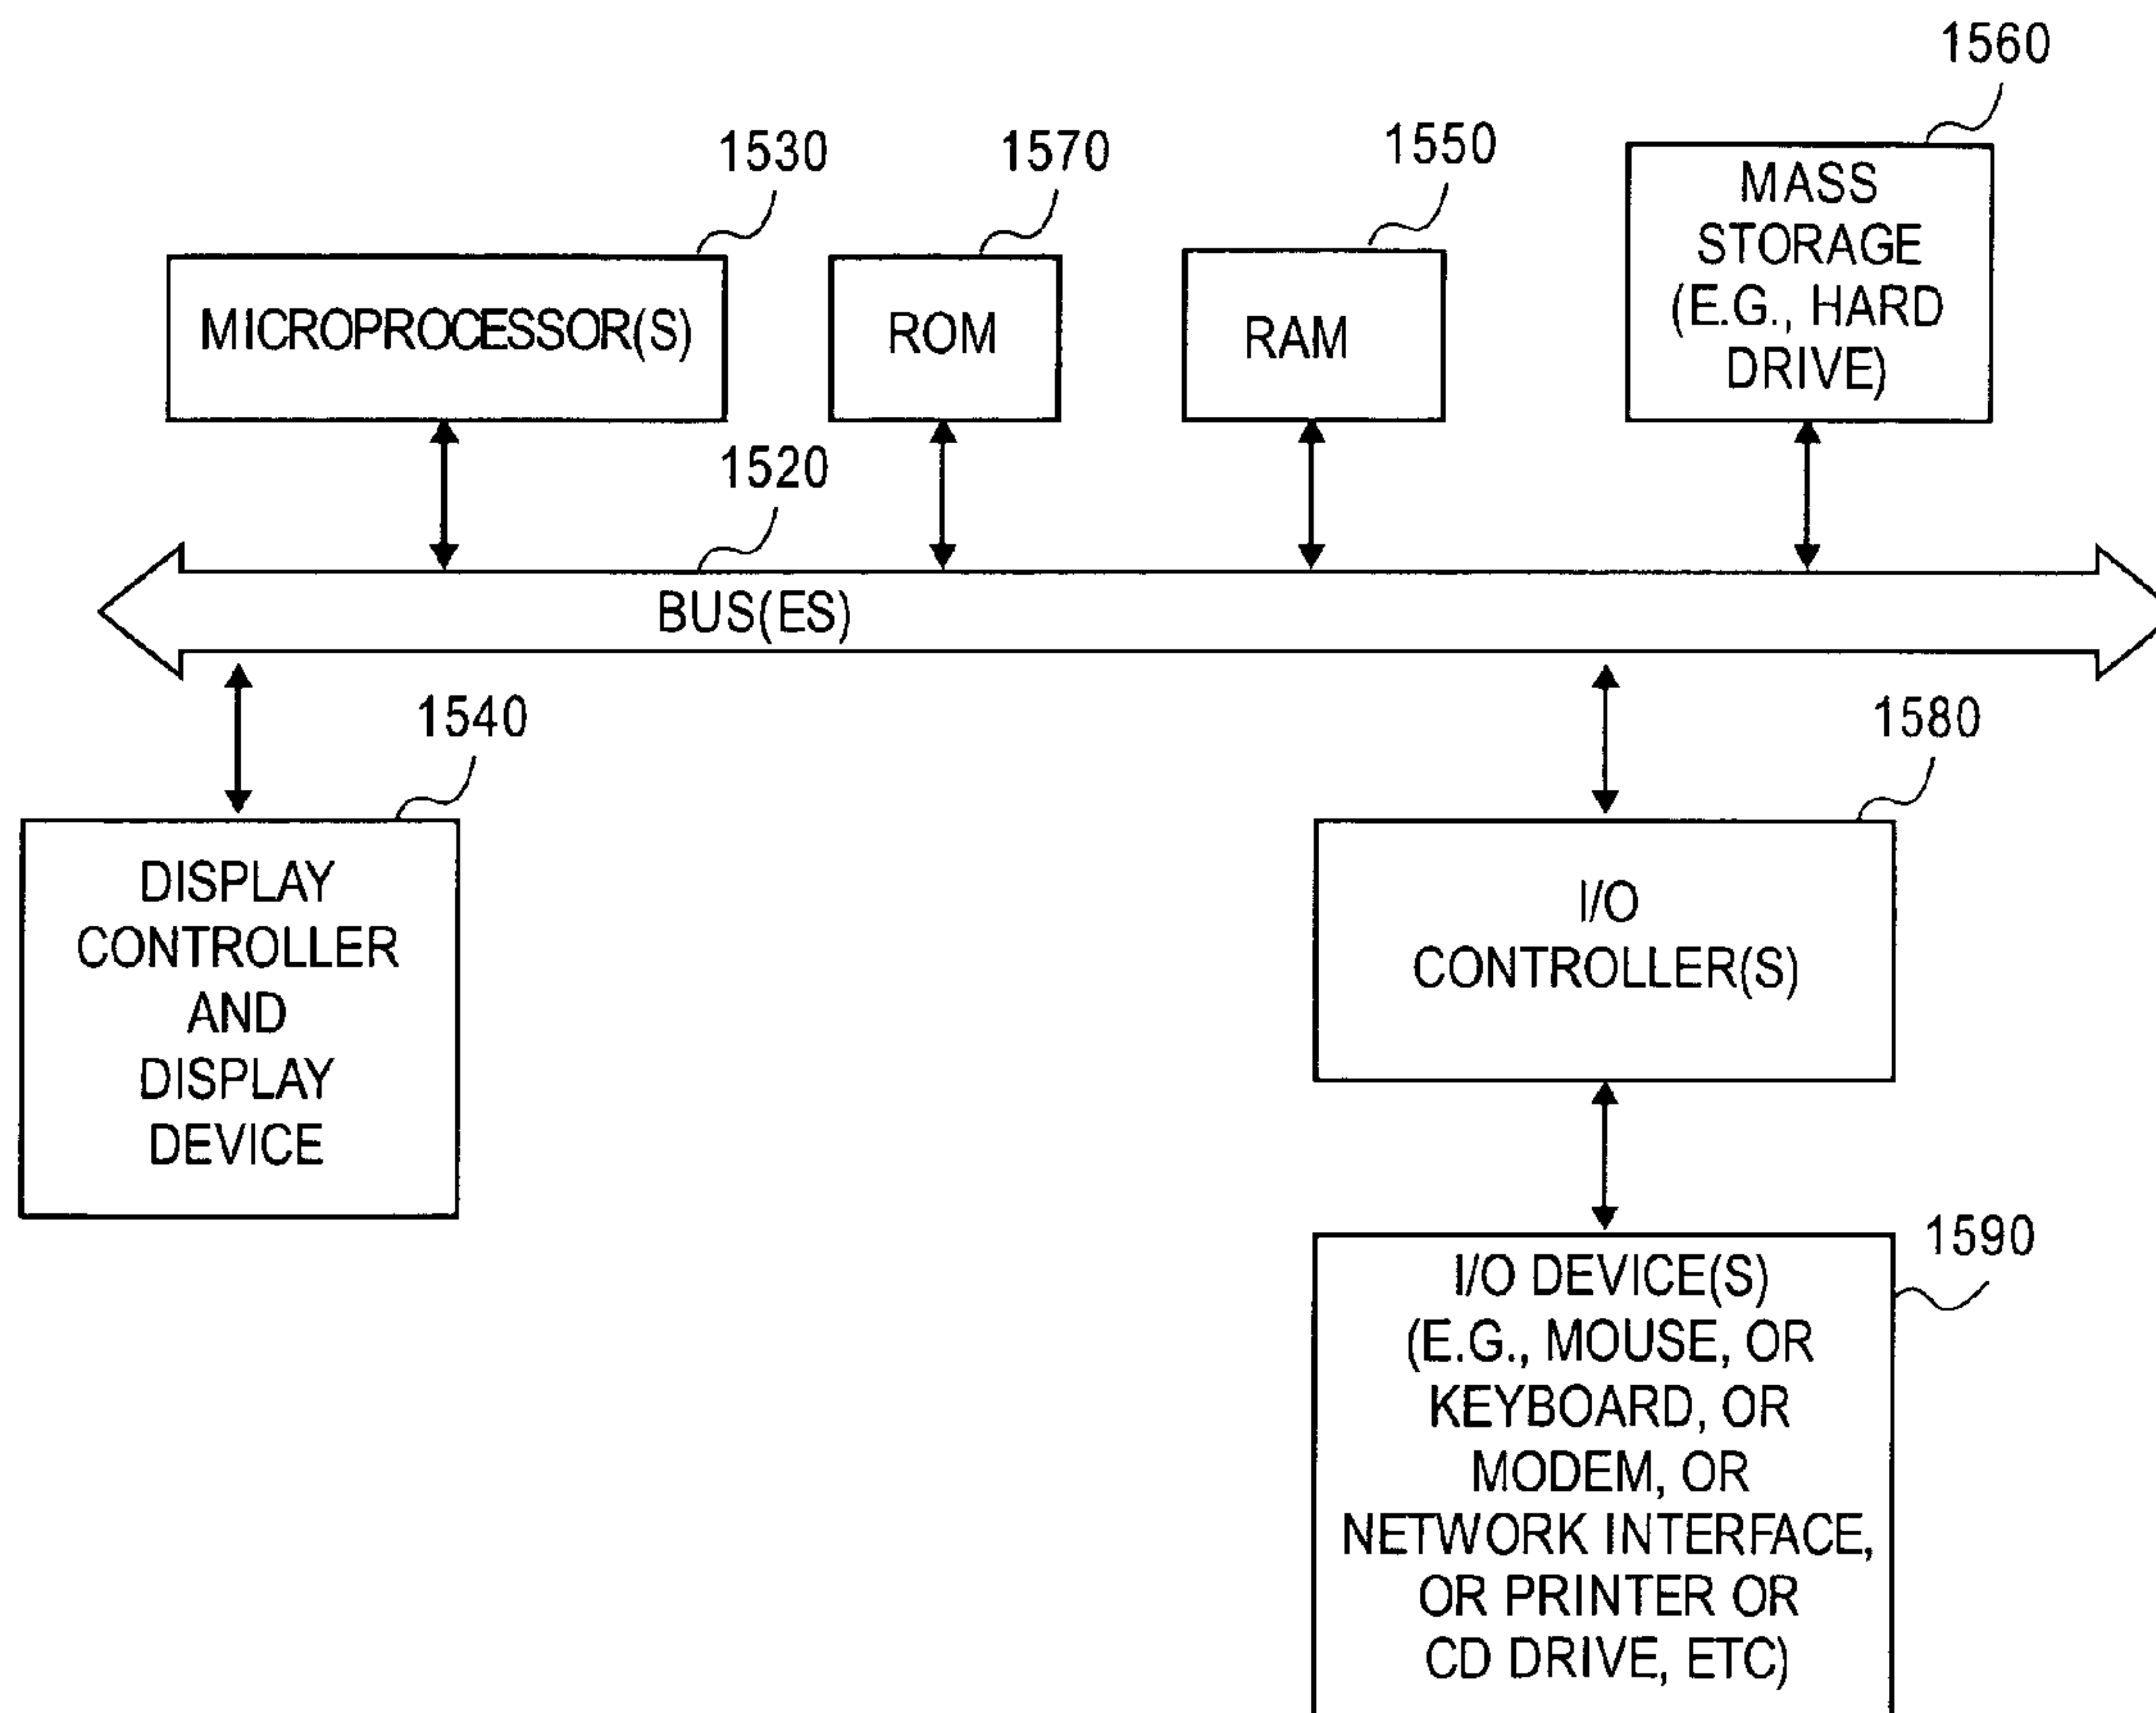 1560
1530
1570
1550
MASS
STORAGE
(E.G., HARD
DRIVE)
MICROPROCESSOR(S)
ROM
RAM
1520
BUS(ES)
1540
1580
DISPLAY
CONTROLLER
AND
DISPLAY
DEVICE
I/O
CONTROLLER(S)
1590
I/O DEVICE(S)
(E.G., MOUSE, OR
KEYBOARD, OR
MODEM, OR
NETWORK INTERFACE,
OR PRINTER OR
CD DRIVE, ETC)